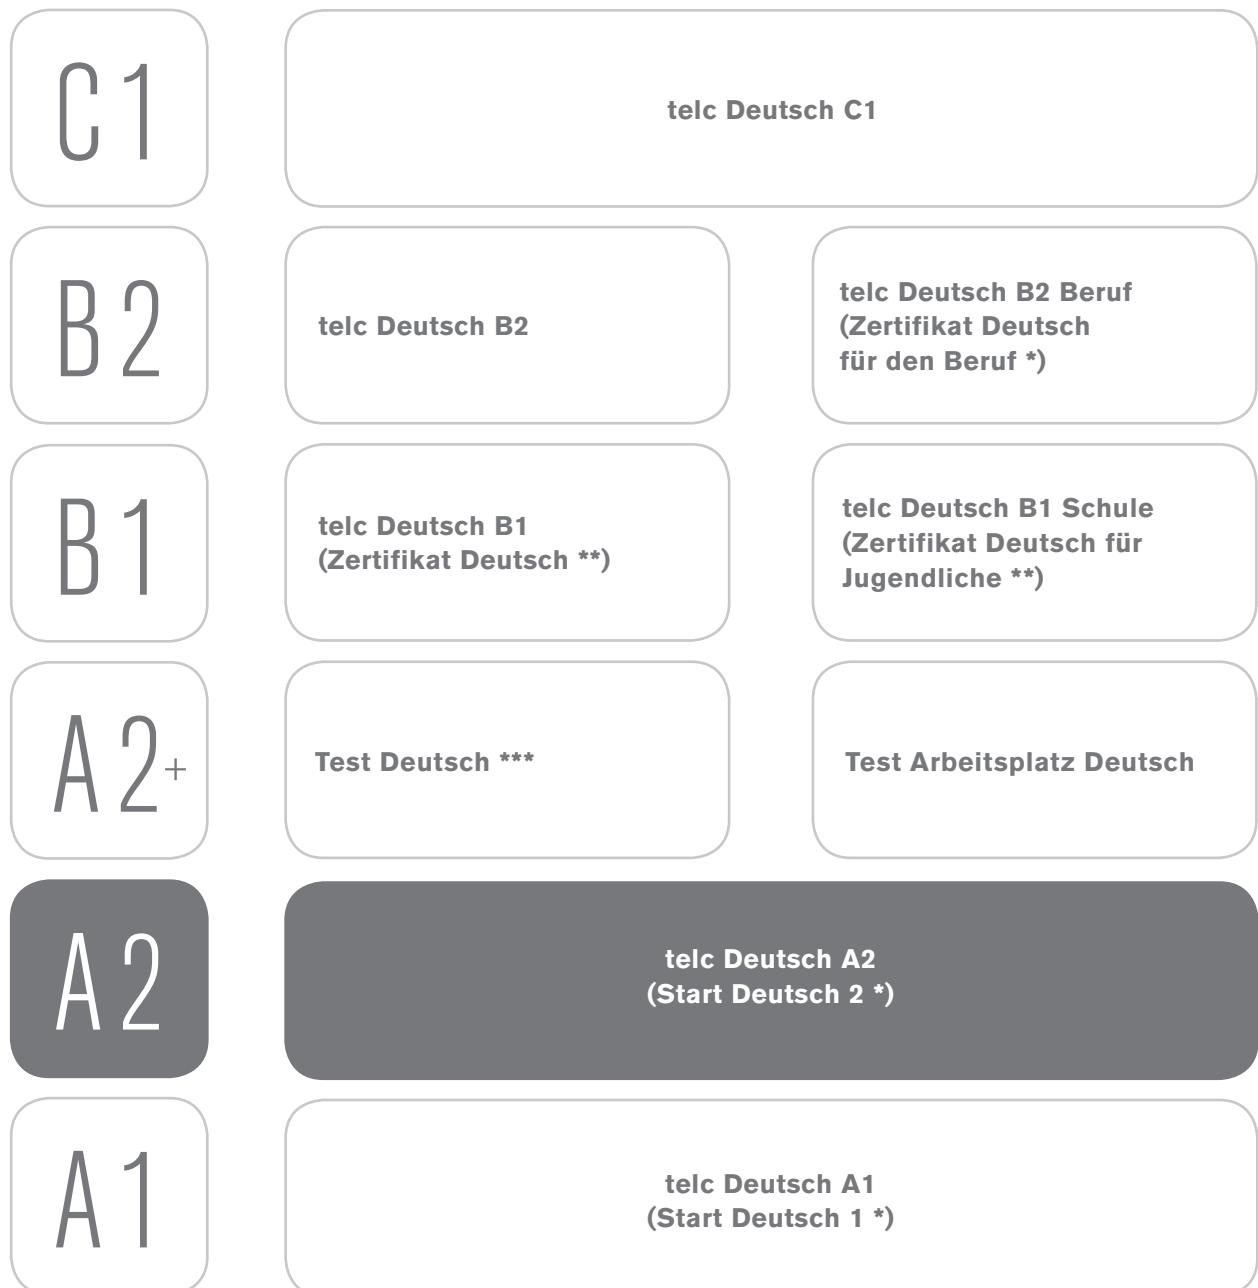 C1
telc Deutsch C1
B2
telc Deutsch B2
telc Deutsch B2 Beruf
(Zertifikat Deutsch
für den Beruf *)
B1
telc Deutsch B1
(Zertifikat Deutsch **)
telc Deutsch B1 Schule
(Zertifikat Deutsch für
Jugendliche **)
A2+
Test Deutsch ***
Test Arbeitsplatz Deutsch
A2
telc Deutsch A2
(Start Deutsch 2 *)
A1
telc Deutsch A1
(Start Deutsch 1 *)